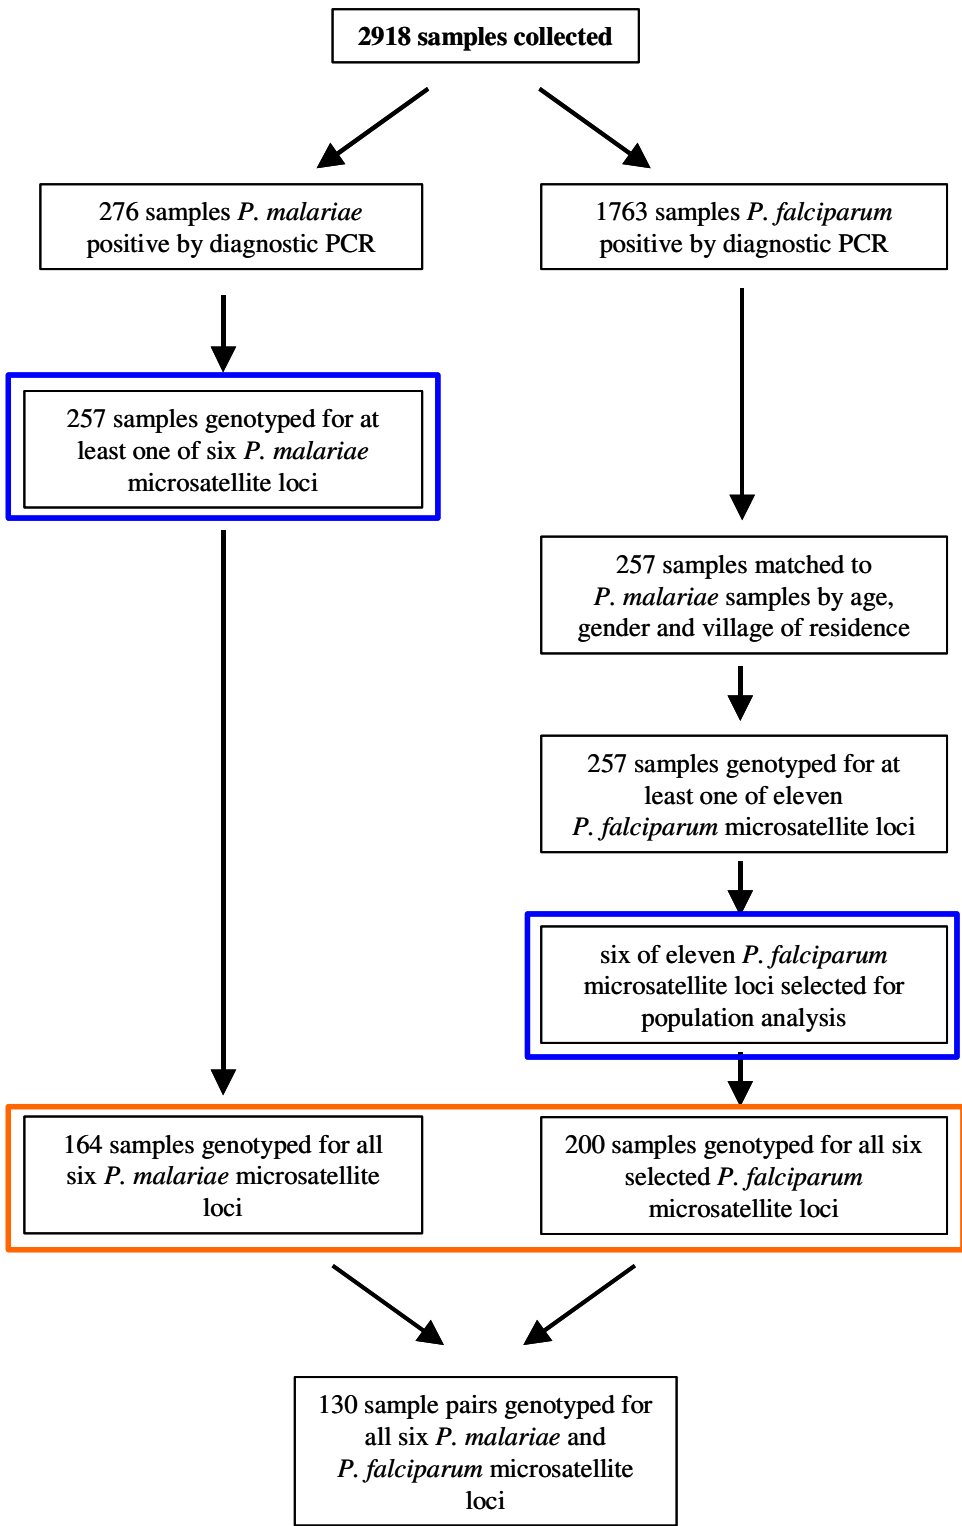 2918 samples collected
276 samples P. malariae
positive by diagnostic PCR
1763 samples P. falciparum
positive by diagnostic PCR
257 samples genotyped for at
least one of six P. malariae
microsatellite loci
257 samples matched to
P. malariae samples by age,
gender and village of residence
257 samples genotyped for at
least one of eleven
P. falciparum microsatellite loci
six of eleven P. falciparum
microsatellite loci selected for
population analysis
164 samples genotyped for all
six P. malariae microsatellite
loci
200 samples genotyped for all six
selected P. falciparum
microsatellite loci
130 sample pairs genotyped for
all six P. malariae and
P. falciparum microsatellite
loci